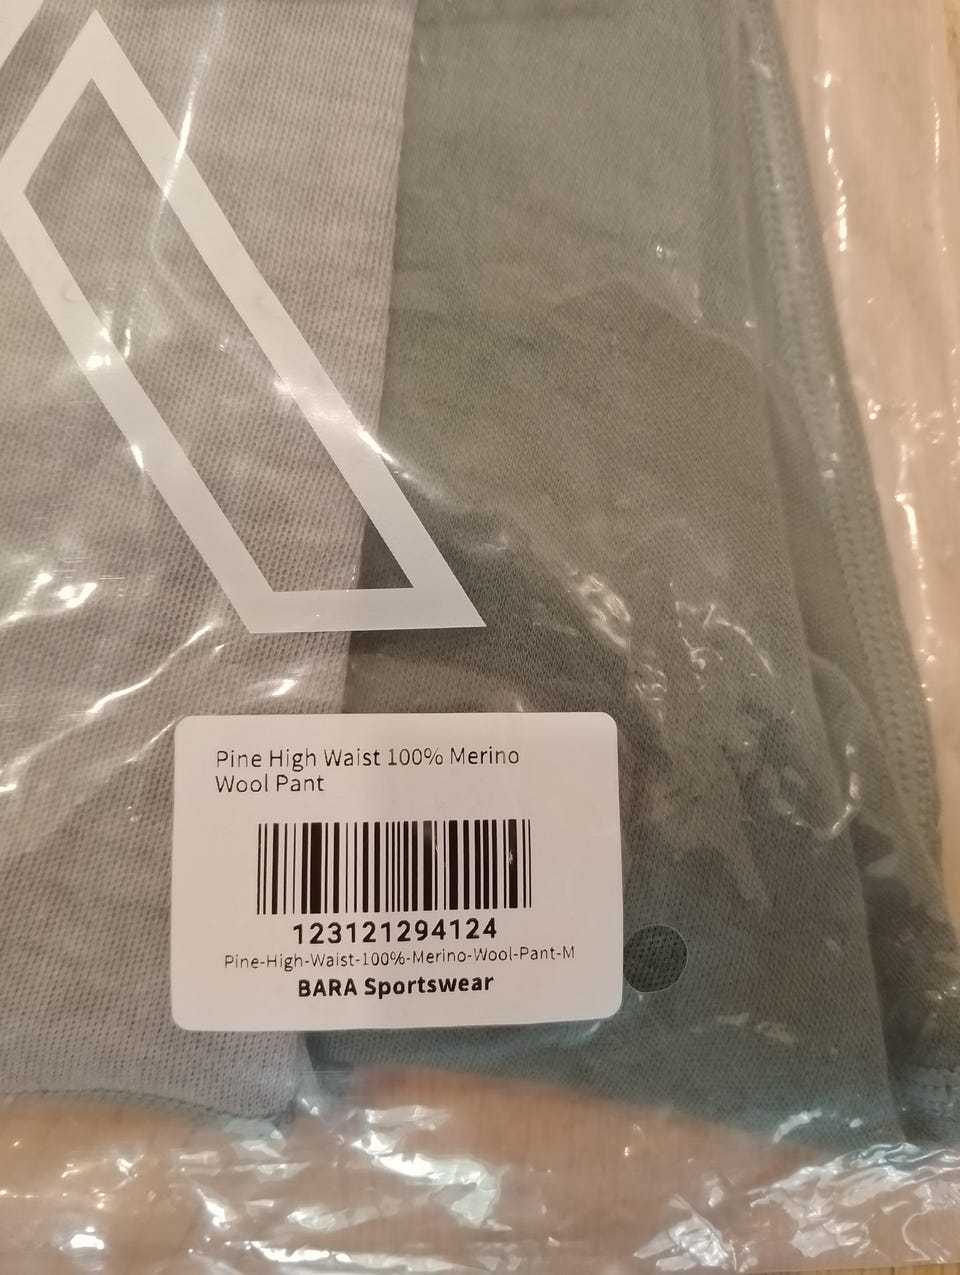 Pine High Waist 100% Merino
Wool Pant
123121294124
Pine-High-Waist-100%-Merino-Wool-Pant-M
BARA Sportswear